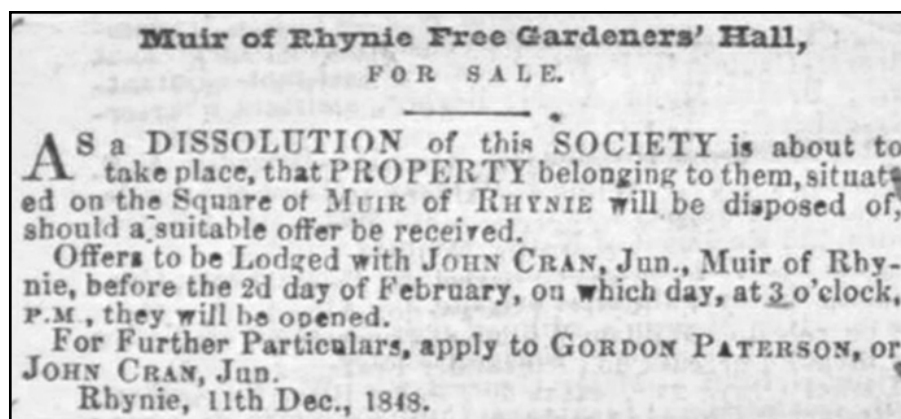 Muir of Rhynie Free Gardeners' Hall,
FOR SALE.
AS a DISSOLUTION of this SOCIETY is about to
take place, that PROPERTY belonging to them, situat-
ed on the Square of MUIR of RHYNIE will be disposed of,
should a suitable offer be received.
Offers to be Lodged with JOHN CRAN, Jun., Muir of Rhy-
nie, before the 2d day of February, on which day, at 3 o'clock,
P.M., they will be opened.
For Further Particulars, apply to GORDON PATERSON, or
JOHN CRAN, Jun.
Rhynie, 11th Dec., 1848.